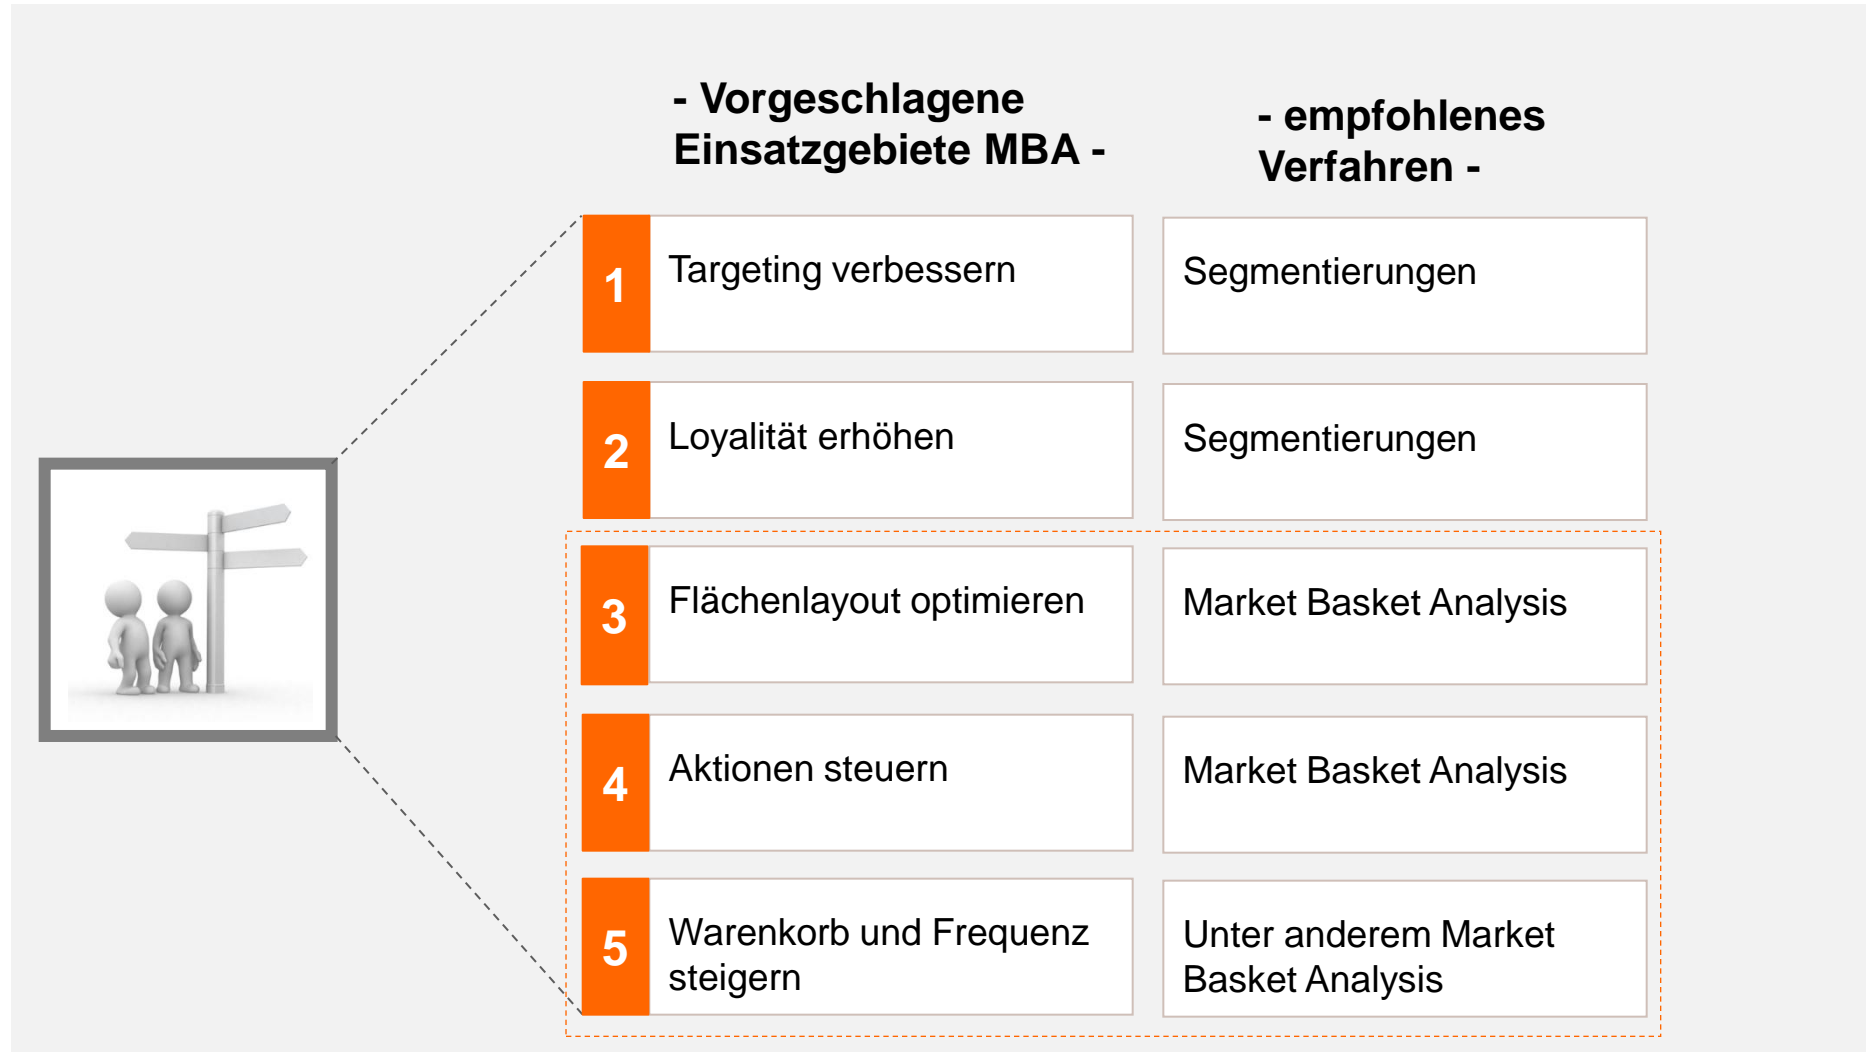 - Vorgeschlagene
Einsatzgebiete MBA -
- empfohlenes
Verfahren -
1
Targeting verbessern
Segmentierungen
2
Loyalität erhöhen
Segmentierungen
3
Flächenlayout optimieren
Market Basket Analysis
4
Aktionen steuern
Market Basket Analysis
5
Warenkorb und Frequenz
steigern
Unter anderem Market
Basket Analysis